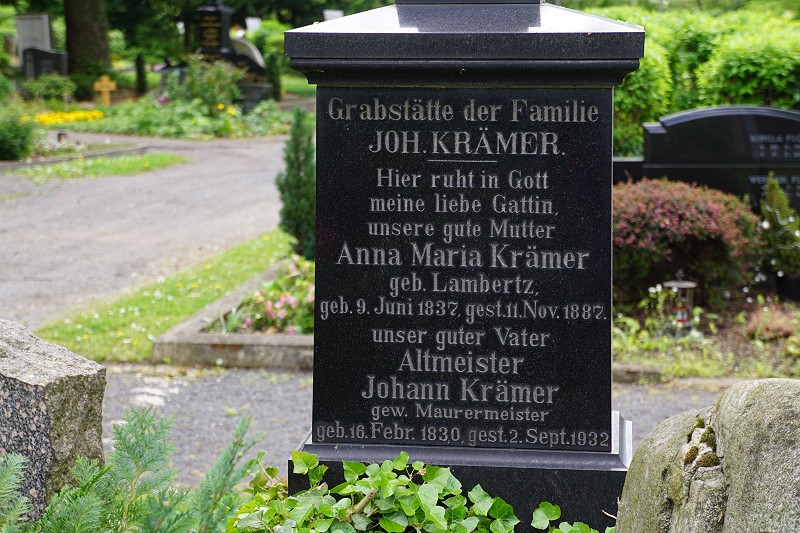 Grabstätte der Familie
JOH. KRÄMER.
Hier ruht in Gott
meine liebe Gattin,
unsere gute Mutter
Anna Maria Krämer
geb. Lambertz,
geb. 9. Juni 1837, gest. 11. Nov. 1887.
unser guter Vater
Altmeister
Johann Krämer
gew. Maurermeister
geb. 16. Febr. 1830, gest. 2. Sept. 1932